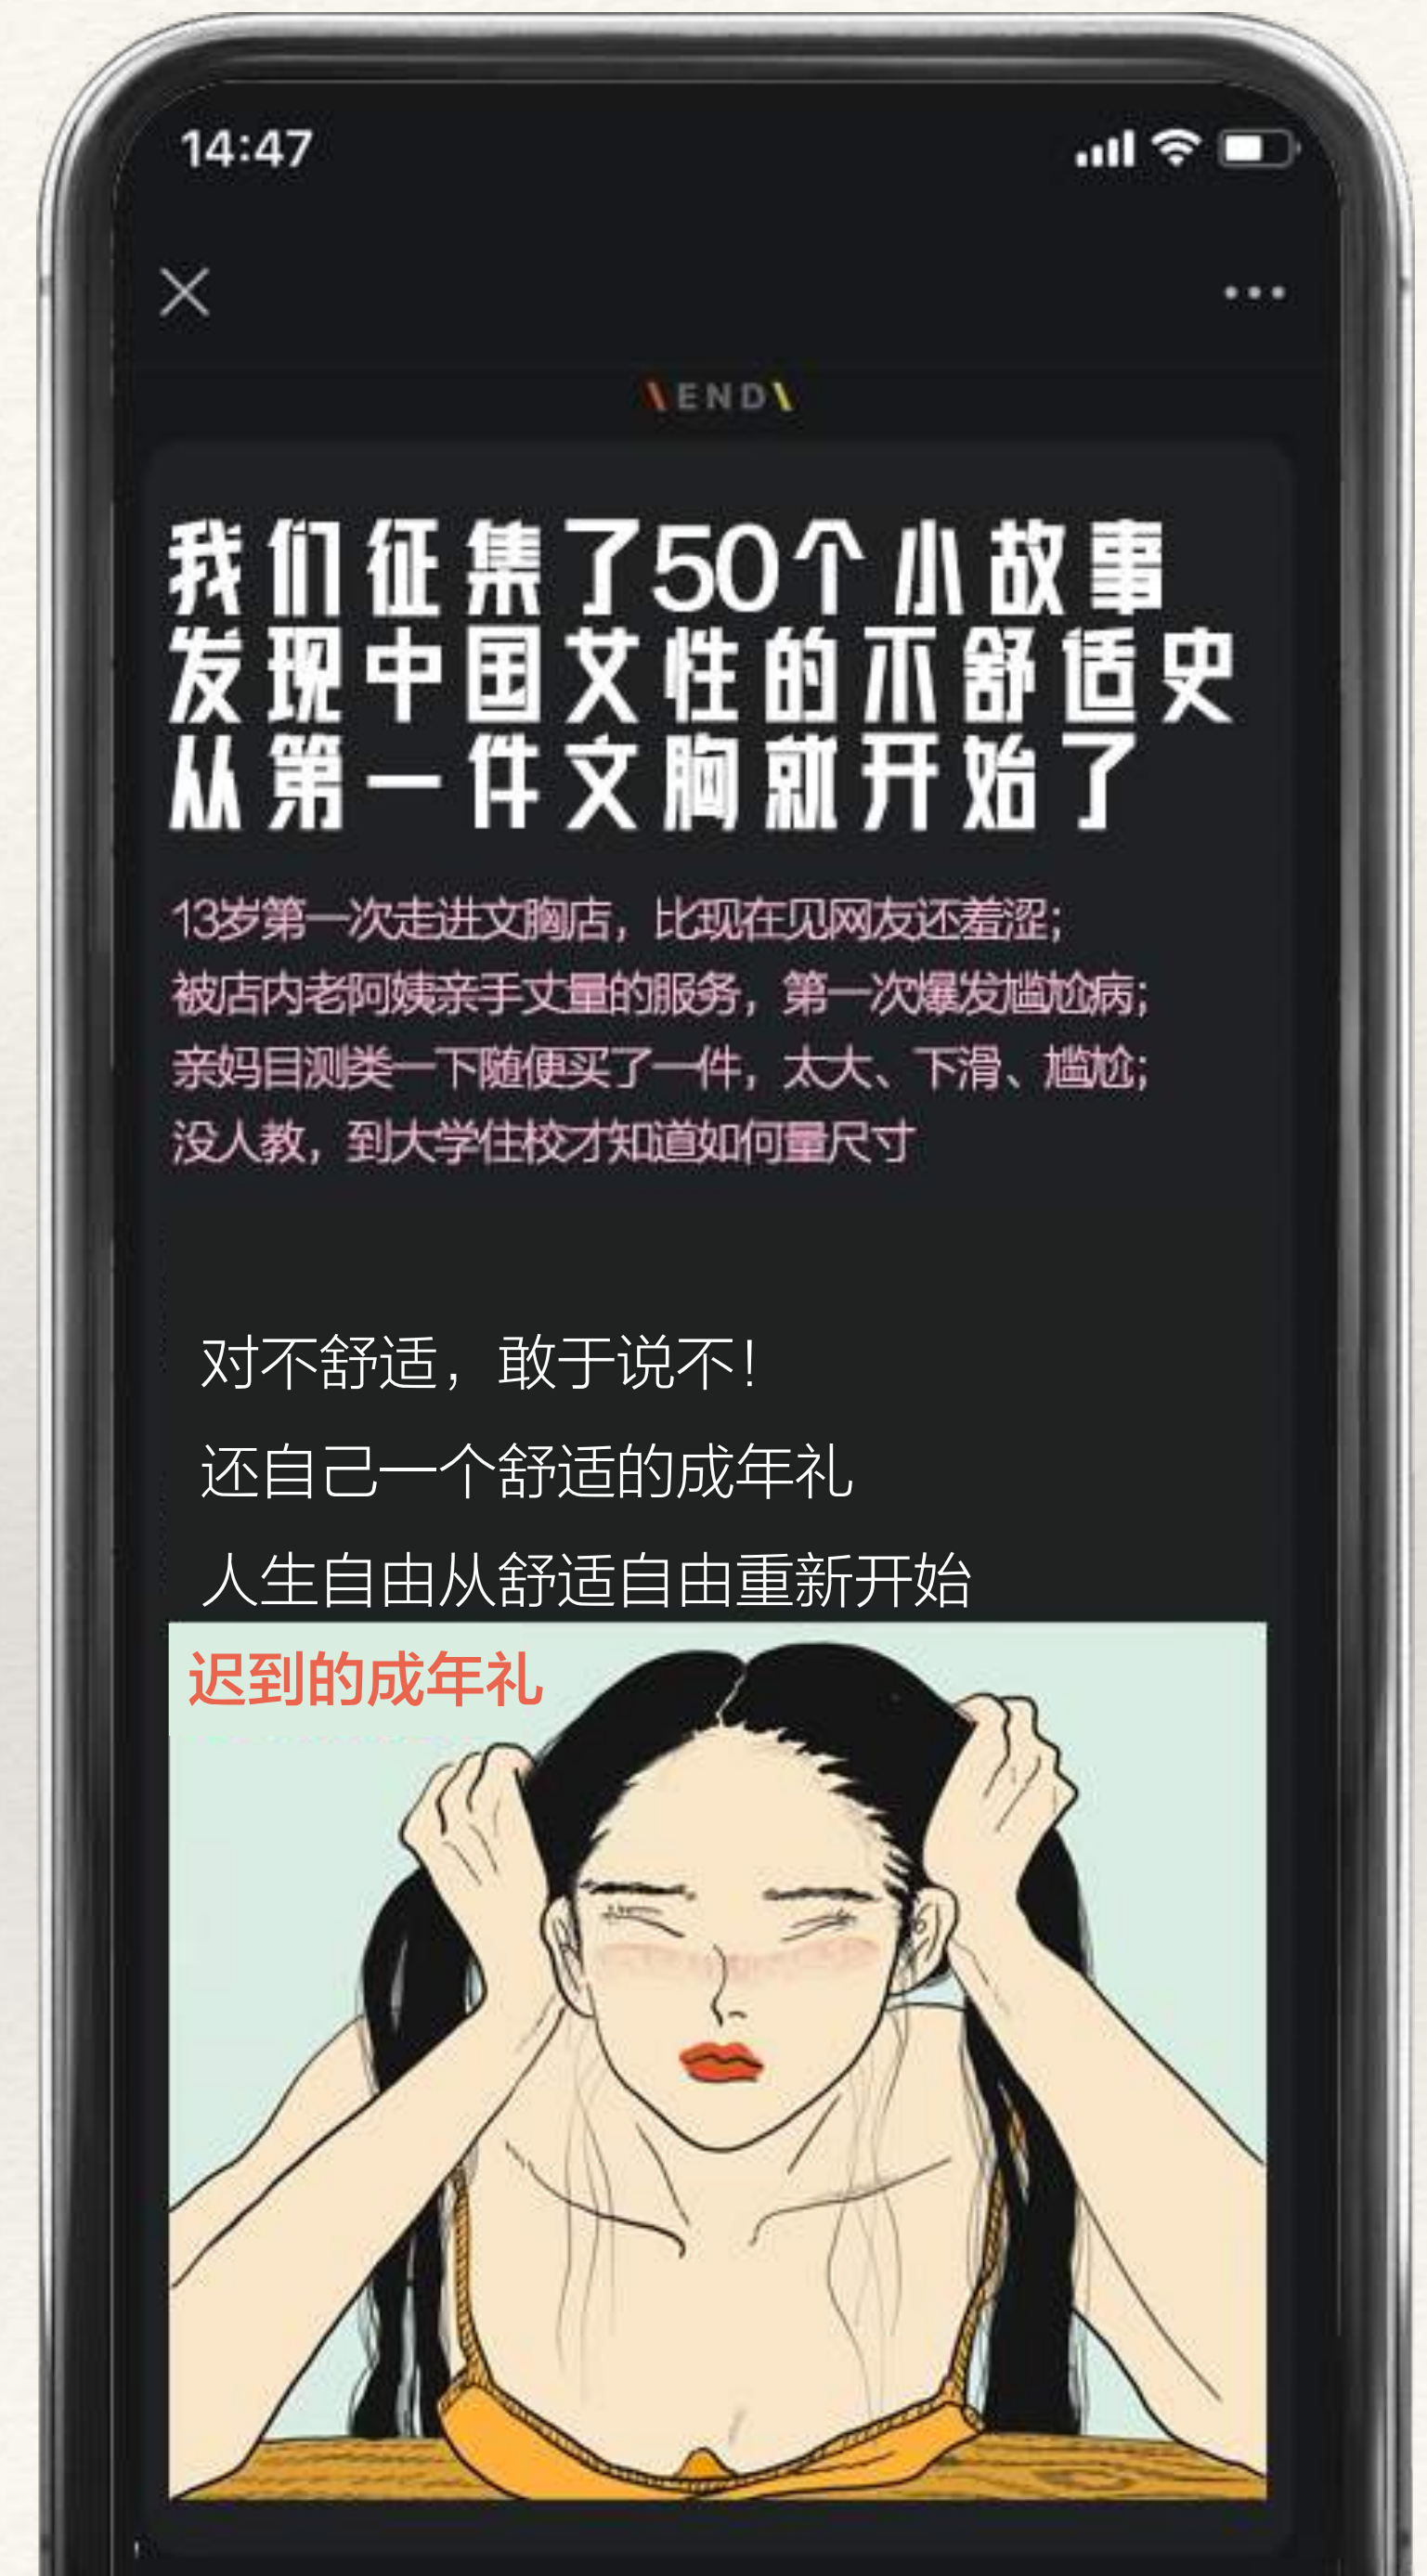 14:47
\END\
我们征集了50个小故事
发现中国女性的不舒适史
从第一件文胸就开始了
13岁第一次走进文胸店，比现在见网友还羞涩；
被店内老阿姨亲手丈量的服务，第一次爆发尴尬病；
亲妈目测类一下随便买了一件，太大、下滑、尴尬；
没人教，到大学住校才知道如何量尺寸
对不舒适，敢于说不！
还自己一个舒适的成年礼
人生自由从舒适自由重新开始
迟到的成年礼